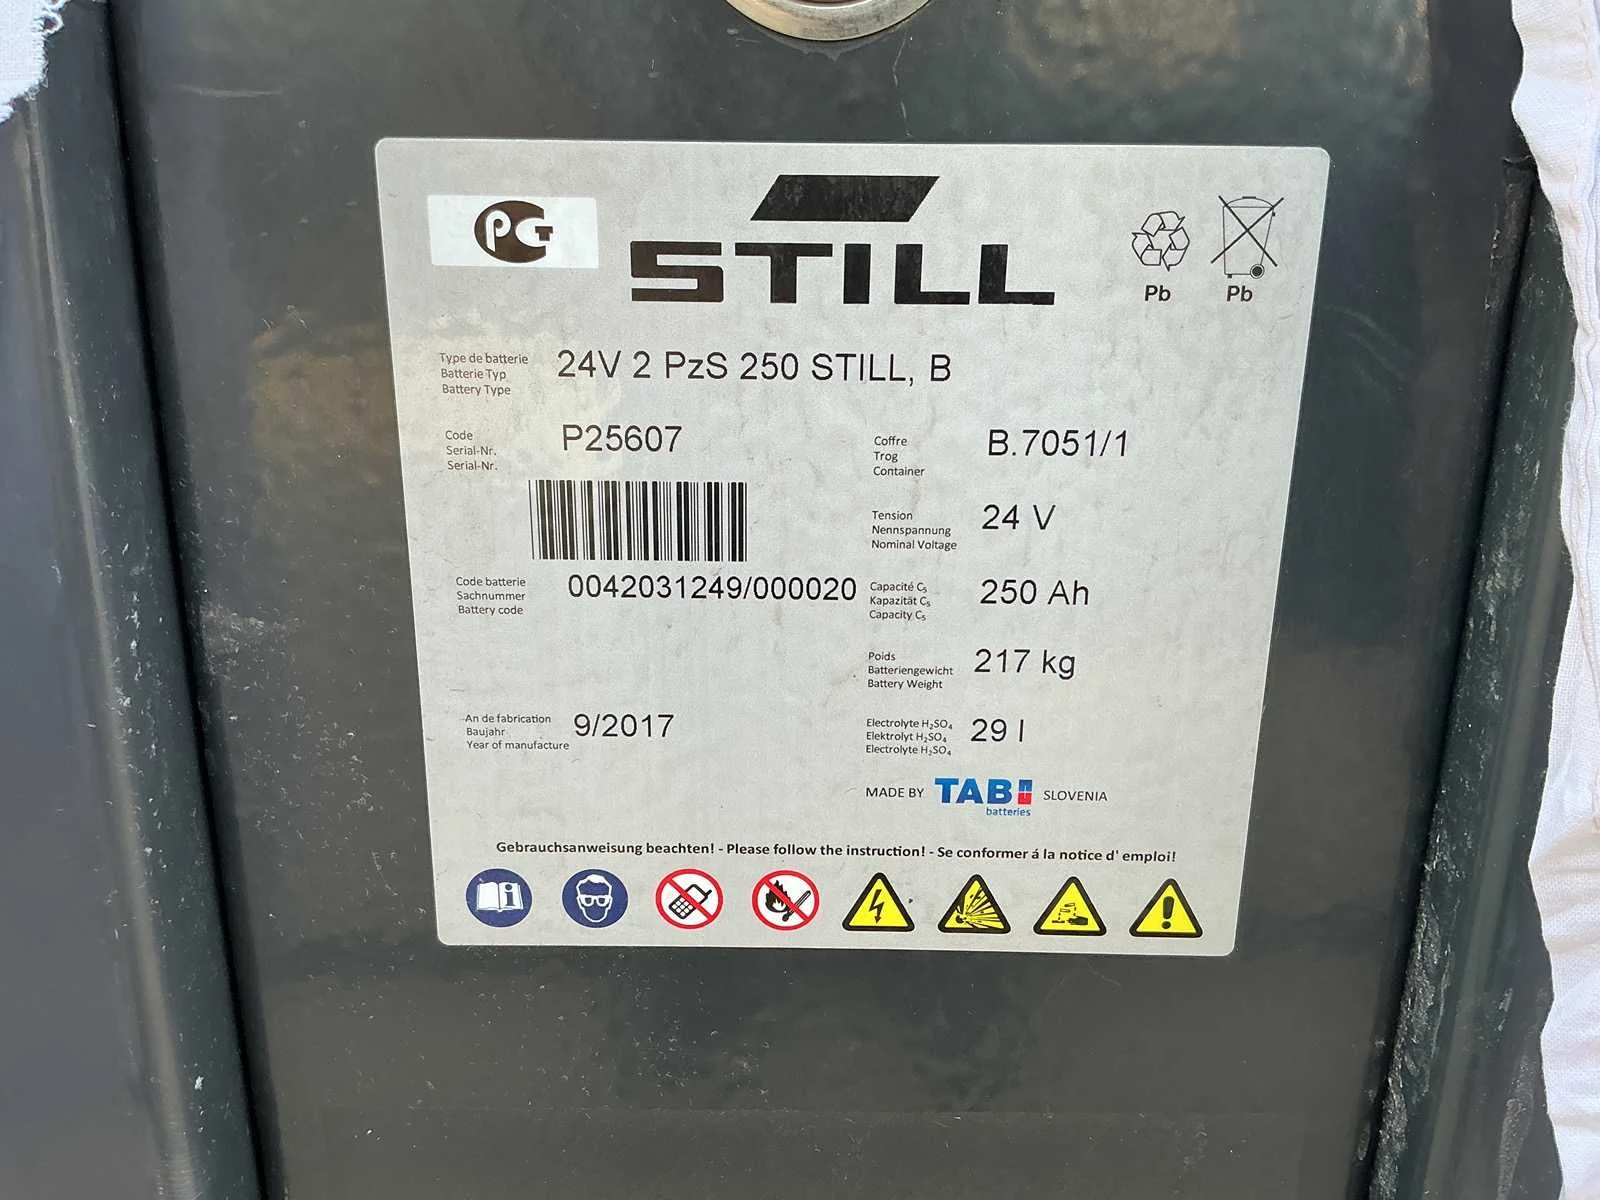 PCT
STILL
Pb
Pb
Type de batterie
Batterie Typ
Battery Type
24V 2 PzS 250 STILL, B
Code
Serial-Nr.
Serial-Nr.
P25607
Coffre
Trog
Container
B.7051/1
Tension
Nennspannung
Nominal Voltage
24 V
Code batterie
Sachnummer
Battery code
0042031249/000020
Capacité C₅
Kapazität C₅
Capacity C₅
250 Ah
Poids
Batteriengewicht
Battery Weight
217 kg
An de fabrication
Baujahr
Year of manufacture
9/2017
Electrolyte H₂SO₄
Elektrolyt H₂SO₄
Electrolyte H₂SO₄
29 l
MADE BY TAB batteries SLOVENIA
Gebrauchsanweisung beachten! - Please follow the instruction! - Se conformer á la notice d' emploi!